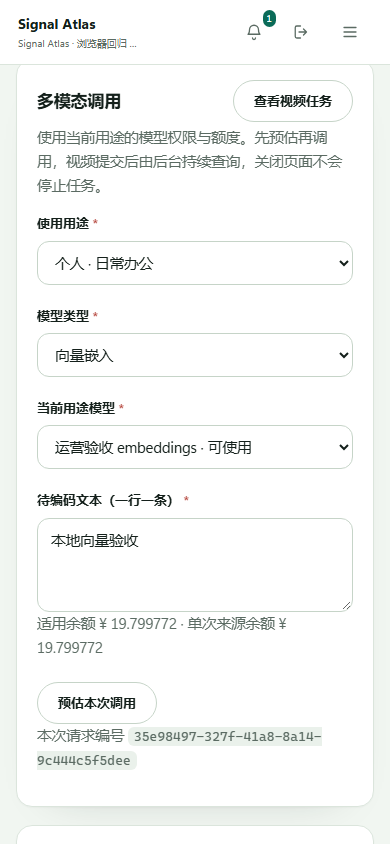 Signal Atlas
Signal Atlas · 浏览器回归 ...
1
多模态调用
查看视频任务
使用当前用途的模型权限与额度。先预估再调
用，视频提交后由后台持续查询，关闭页面不会
停止任务。
使用用途 *
个人 · 日常办公
模型类型 *
向量嵌入
当前用途模型 *
运营验收 embeddings · 可使用
待编码文本（一行一条） *
本地向量验收
适用余额 ¥ 19.799772 · 单次来源余额 ¥
19.799772
预估本次调用
本次请求编号 35e98497-327f-41a8-8a14-
9c444c5f5dee